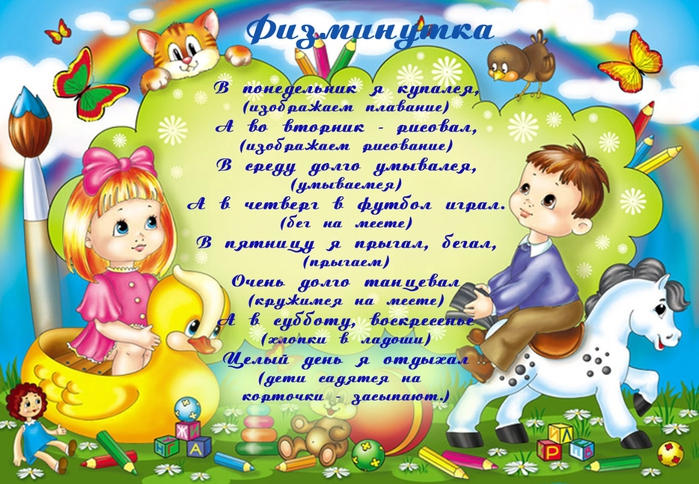 Физминутка
В понедельник я купался,
(изображаем плавание)
А во вторник - рисовал,
(изображаем рисование)
В среду долго умывался,
(умываемся)
А в четверг в футбол играл.
(бег на месте)
В пятницу я прыгал, бегал,
(прыгаем)
Очень долго танцевал
(кружимся на месте)
А в субботу, воскресенье
(хлопки в ладоши)
Целый день я отдыхал
(дети садятся на
корточки - засыпают.)